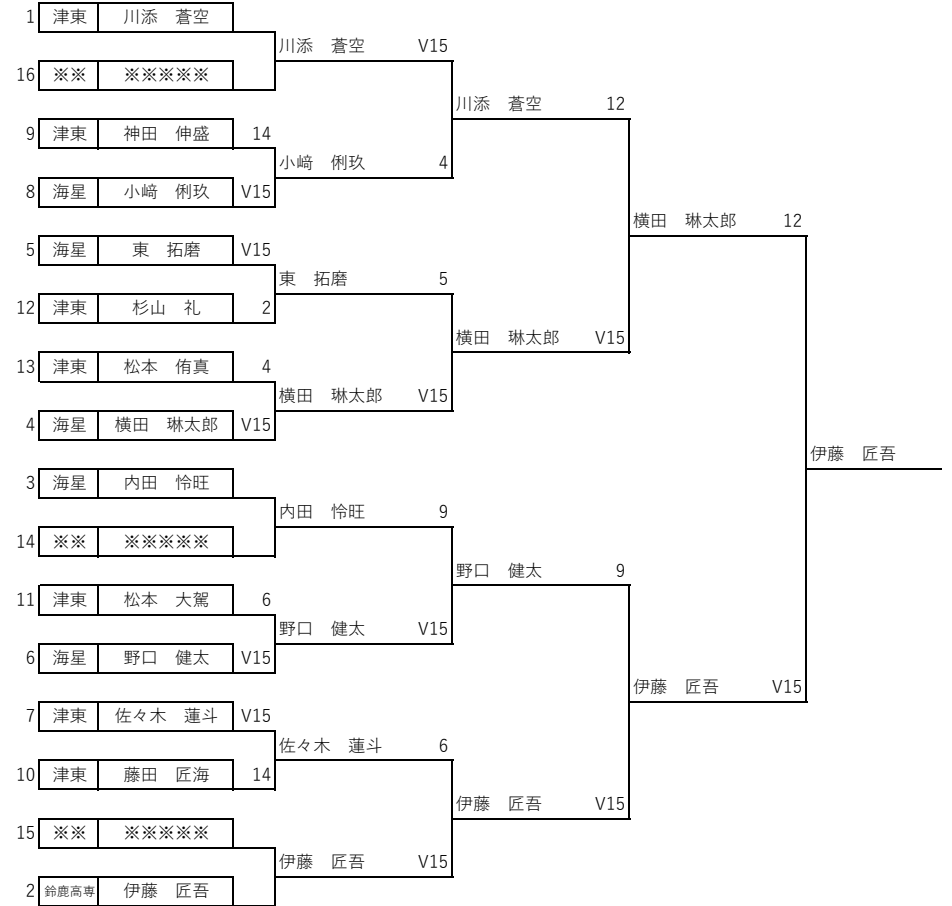 1 津東 川添　蒼空
川添　蒼空 V15
16 ※※ ※※※※※
川添　蒼空 12
9 津東 神田　伸盛 14
小﨑　俐玖 4
8 海星 小﨑　俐玖 V15
横田　琳太郎 12
5 海星 東　拓磨 V15
東　拓磨 5
12 津東 杉山　礼 2
横田　琳太郎 V15
13 津東 松本　侑真 4
横田　琳太郎 V15
4 海星 横田　琳太郎 V15
伊藤　匠吾
3 海星 内田　怜旺
内田　怜旺 9
14 ※※ ※※※※※
野口　健太 9
11 津東 松本　大駕 6
野口　健太 V15
6 海星 野口　健太 V15
伊藤　匠吾 V15
7 津東 佐々木　蓮斗 V15
佐々木　蓮斗 6
10 津東 藤田　匠海 14
伊藤　匠吾 V15
15 ※※ ※※※※※
伊藤　匠吾 V15
2 鈴鹿高専 伊藤　匠吾